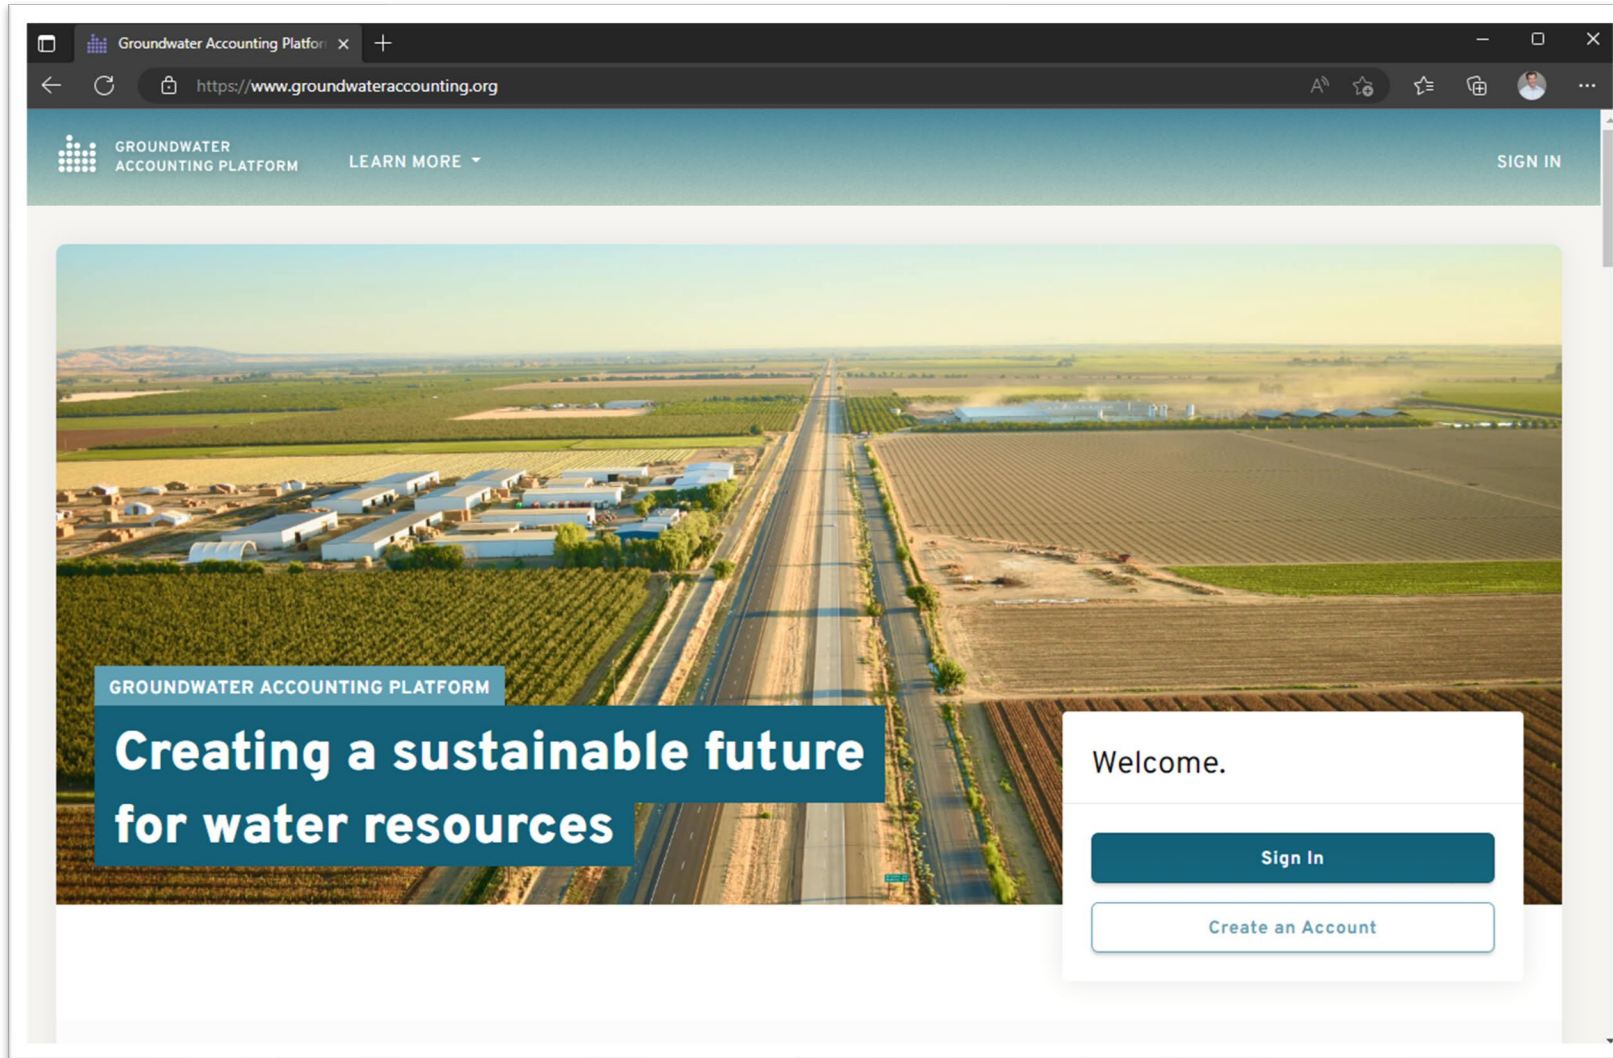 Groundwater Accounting Platfor
https://www.groundwateraccounting.org
GROUNDWATER
ACCOUNTING PLATFORM
LEARN MORE
SIGN IN
GROUNDWATER ACCOUNTING PLATFORM
Creating a sustainable future
for water resources
Welcome.
Sign In
Create an Account